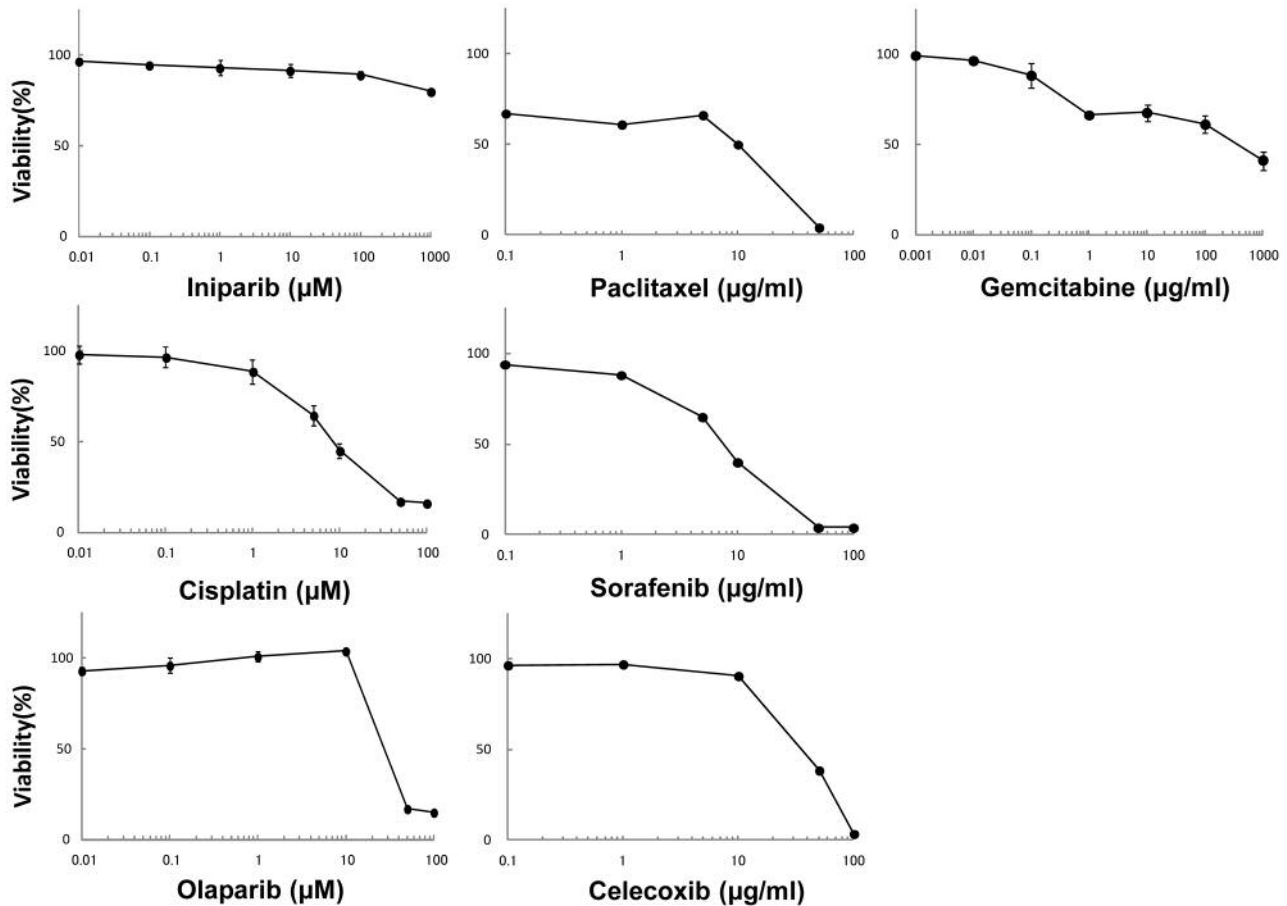 Viability(%)
100
50
0
0.01 0.1 1 10 100 1000
Iniparib (µM)
100
50
0
0.1 1 10 100
Paclitaxel (µg/ml)
100
50
0
0.001 0.01 0.1 1 10 100 1000
Gemcitabine (µg/ml)
Viability(%)
100
50
0
0.01 0.1 1 10 100
Cisplatin (µM)
100
50
0
0.1 1 10 100
Sorafenib (µg/ml)
Viability(%)
100
50
0
0.01 0.1 1 10 100
Olaparib (µM)
100
50
0
0.1 1 10 100
Celecoxib (µg/ml)